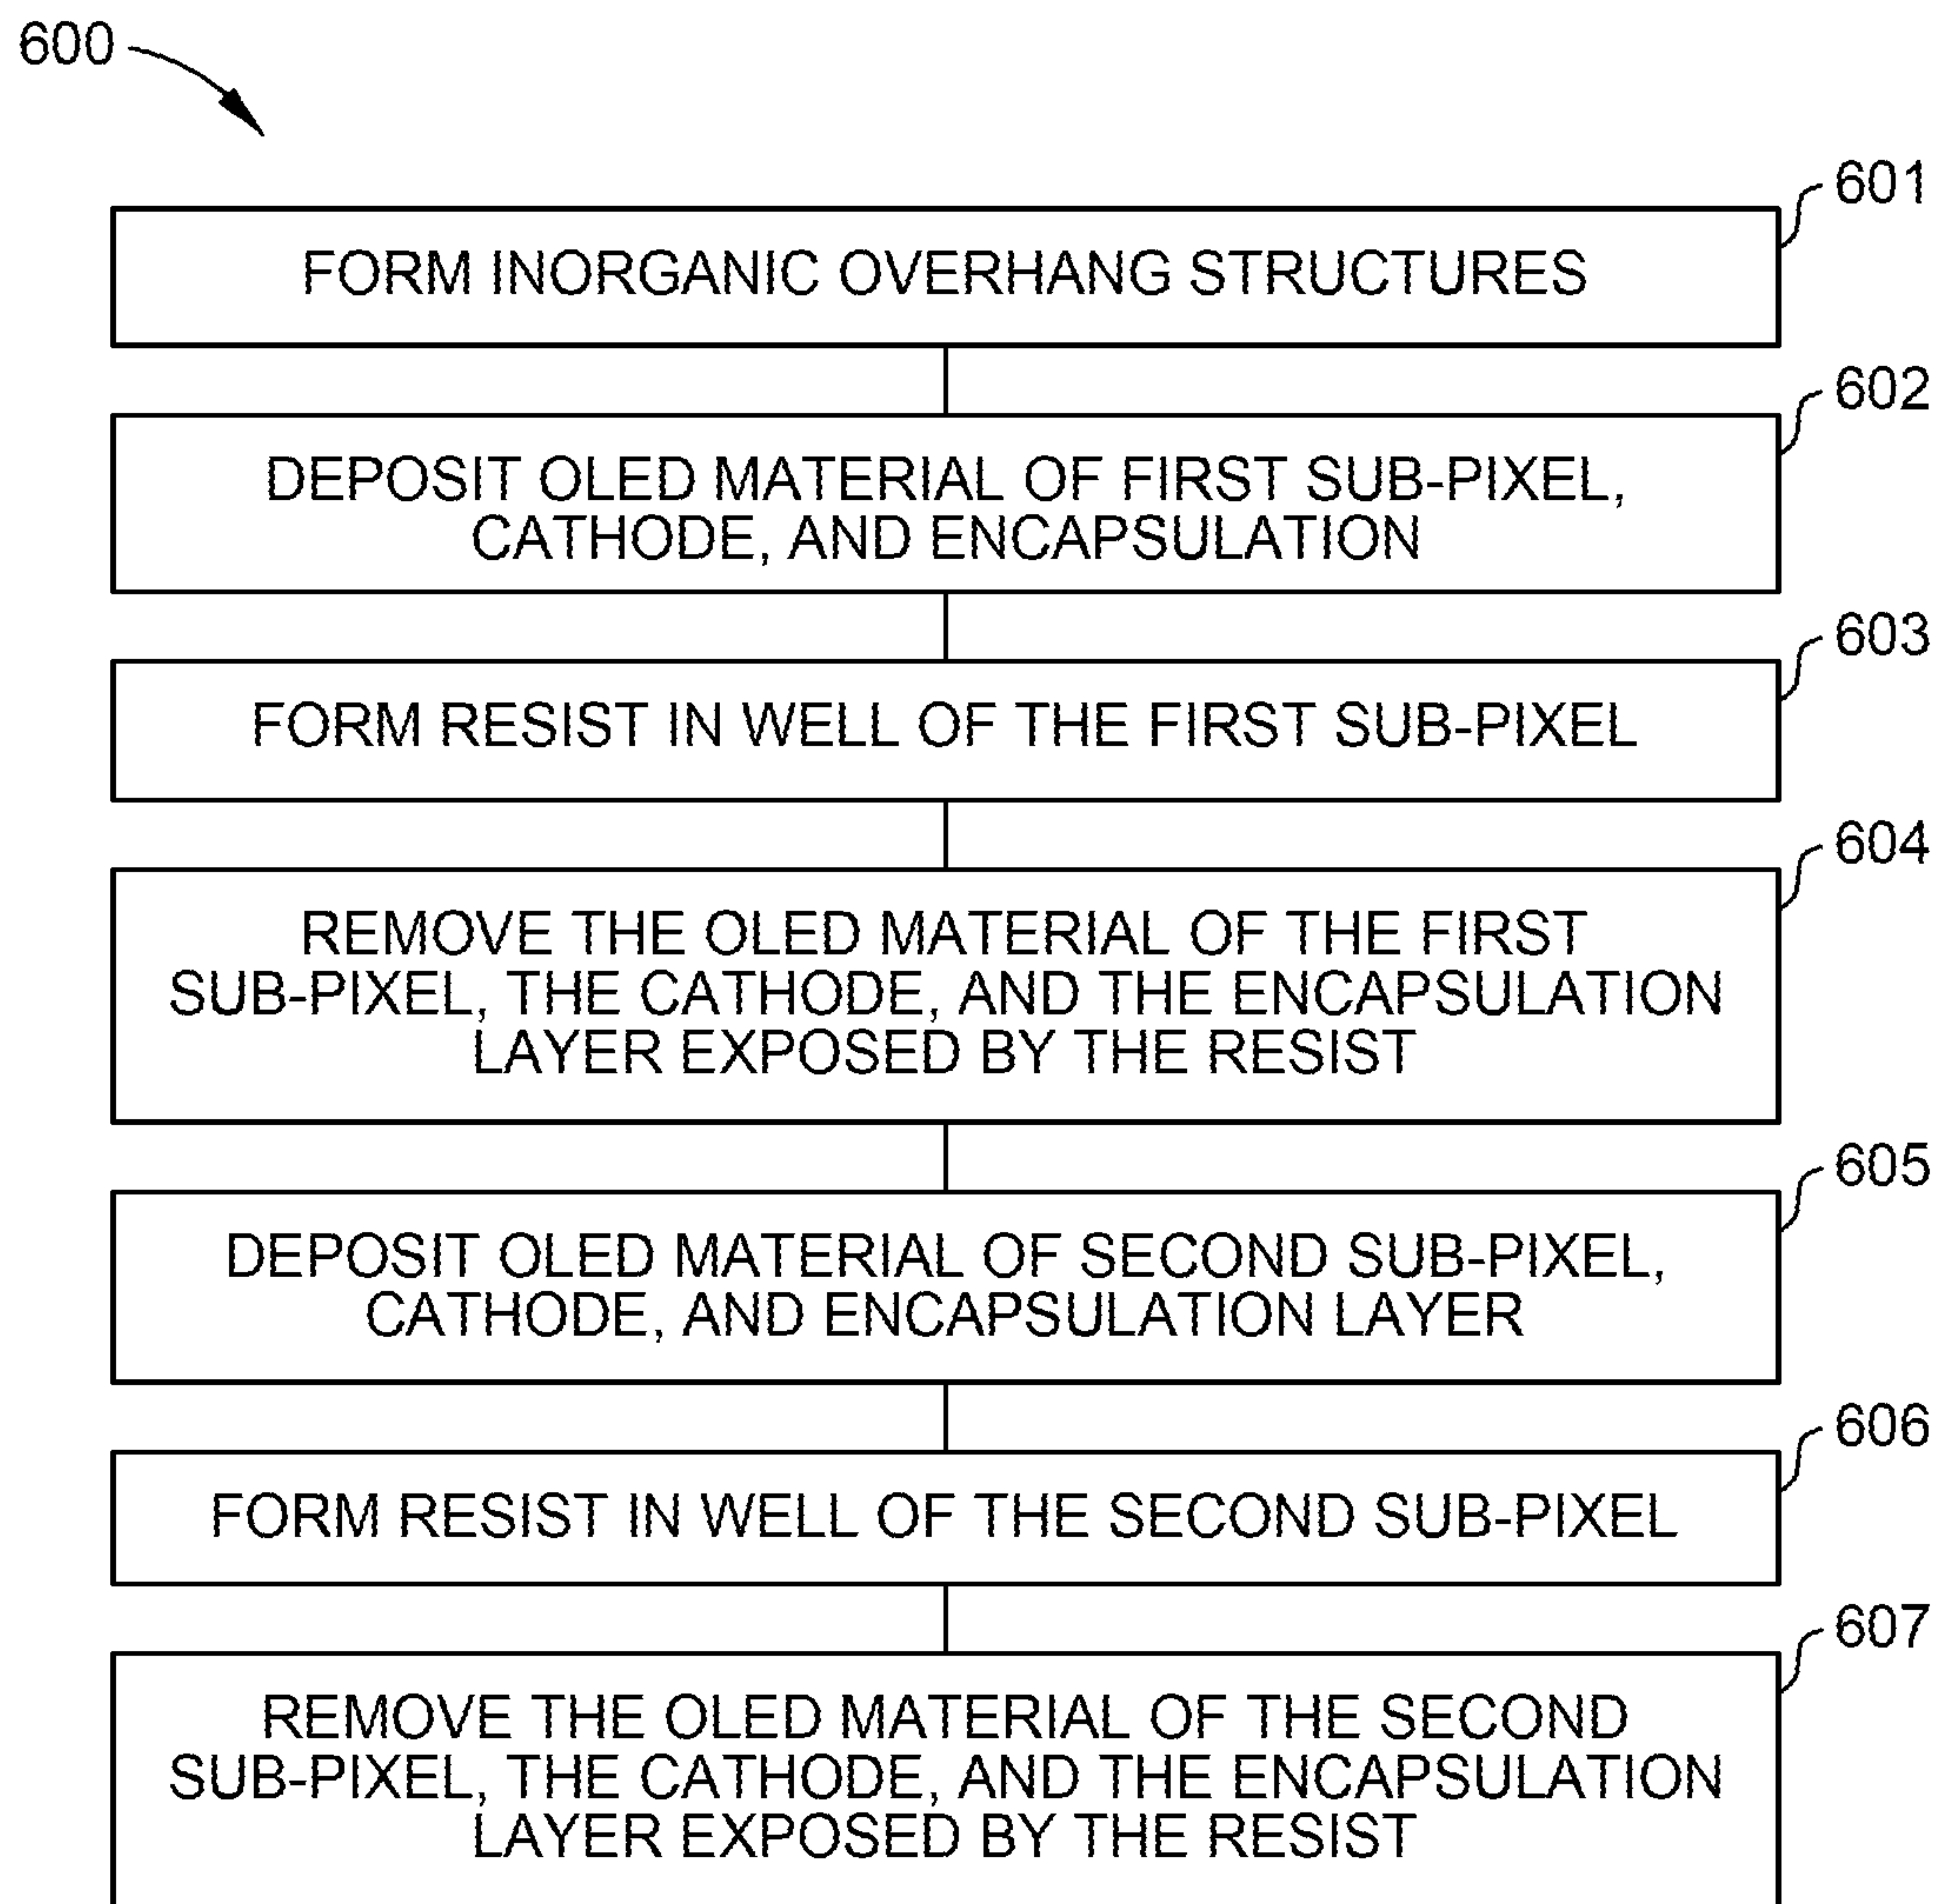 600
601
FORM INORGANIC OVERHANG STRUCTURES
602
DEPOSIT OLED MATERIAL OF FIRST SUB-PIXEL,
CATHODE, AND ENCAPSULATION
603
FORM RESIST IN WELL OF THE FIRST SUB-PIXEL
604
REMOVE THE OLED MATERIAL OF THE FIRST
SUB-PIXEL, THE CATHODE, AND THE ENCAPSULATION
LAYER EXPOSED BY THE RESIST
605
DEPOSIT OLED MATERIAL OF SECOND SUB-PIXEL,
CATHODE, AND ENCAPSULATION LAYER
606
FORM RESIST IN WELL OF THE SECOND SUB-PIXEL
607
REMOVE THE OLED MATERIAL OF THE SECOND
SUB-PIXEL, THE CATHODE, AND THE ENCAPSULATION
LAYER EXPOSED BY THE RESIST